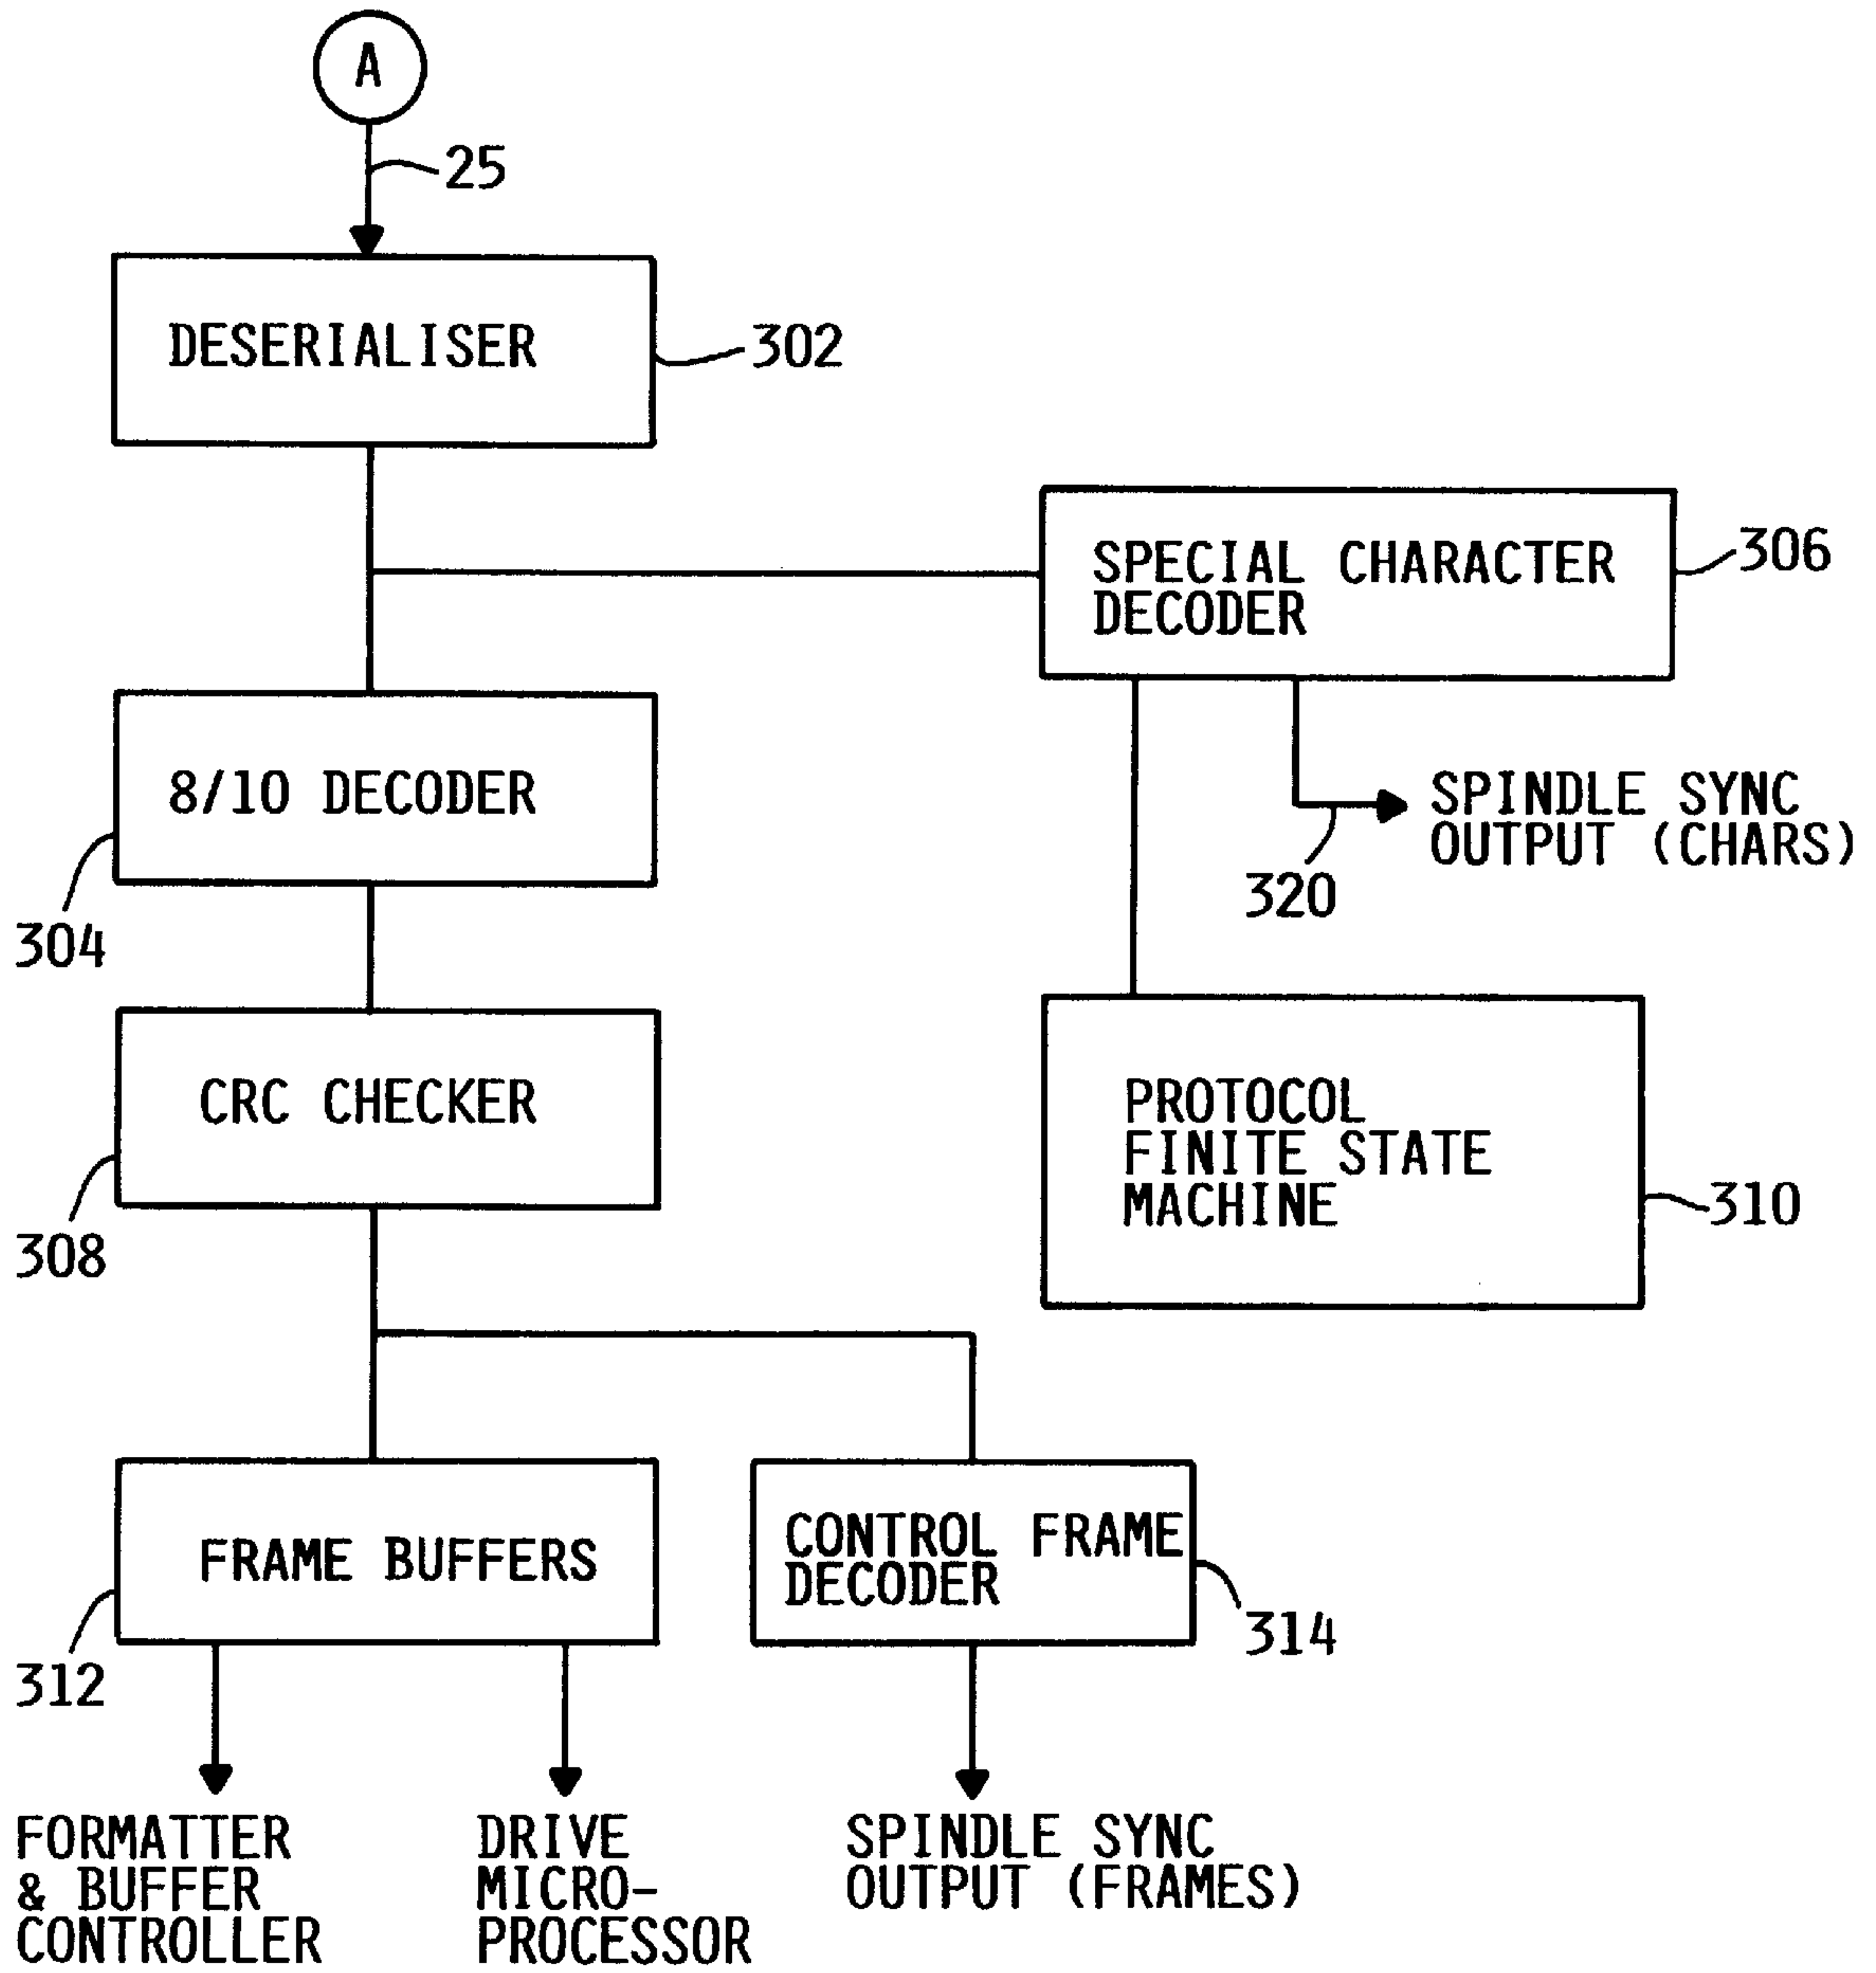 A
25
DESERIALISER
302
SPECIAL CHARACTER
DECODER
306
8/10 DECODER
304
SPINDLE SYNC
OUTPUT (CHARS)
320
CRC CHECKER
308
PROTOCOL
FINITE STATE
MACHINE
310
FRAME BUFFERS
312
CONTROL FRAME
DECODER
314
FORMATTER
& BUFFER
CONTROLLER
DRIVE
MICRO-
PROCESSOR
SPINDLE SYNC
OUTPUT (FRAMES)